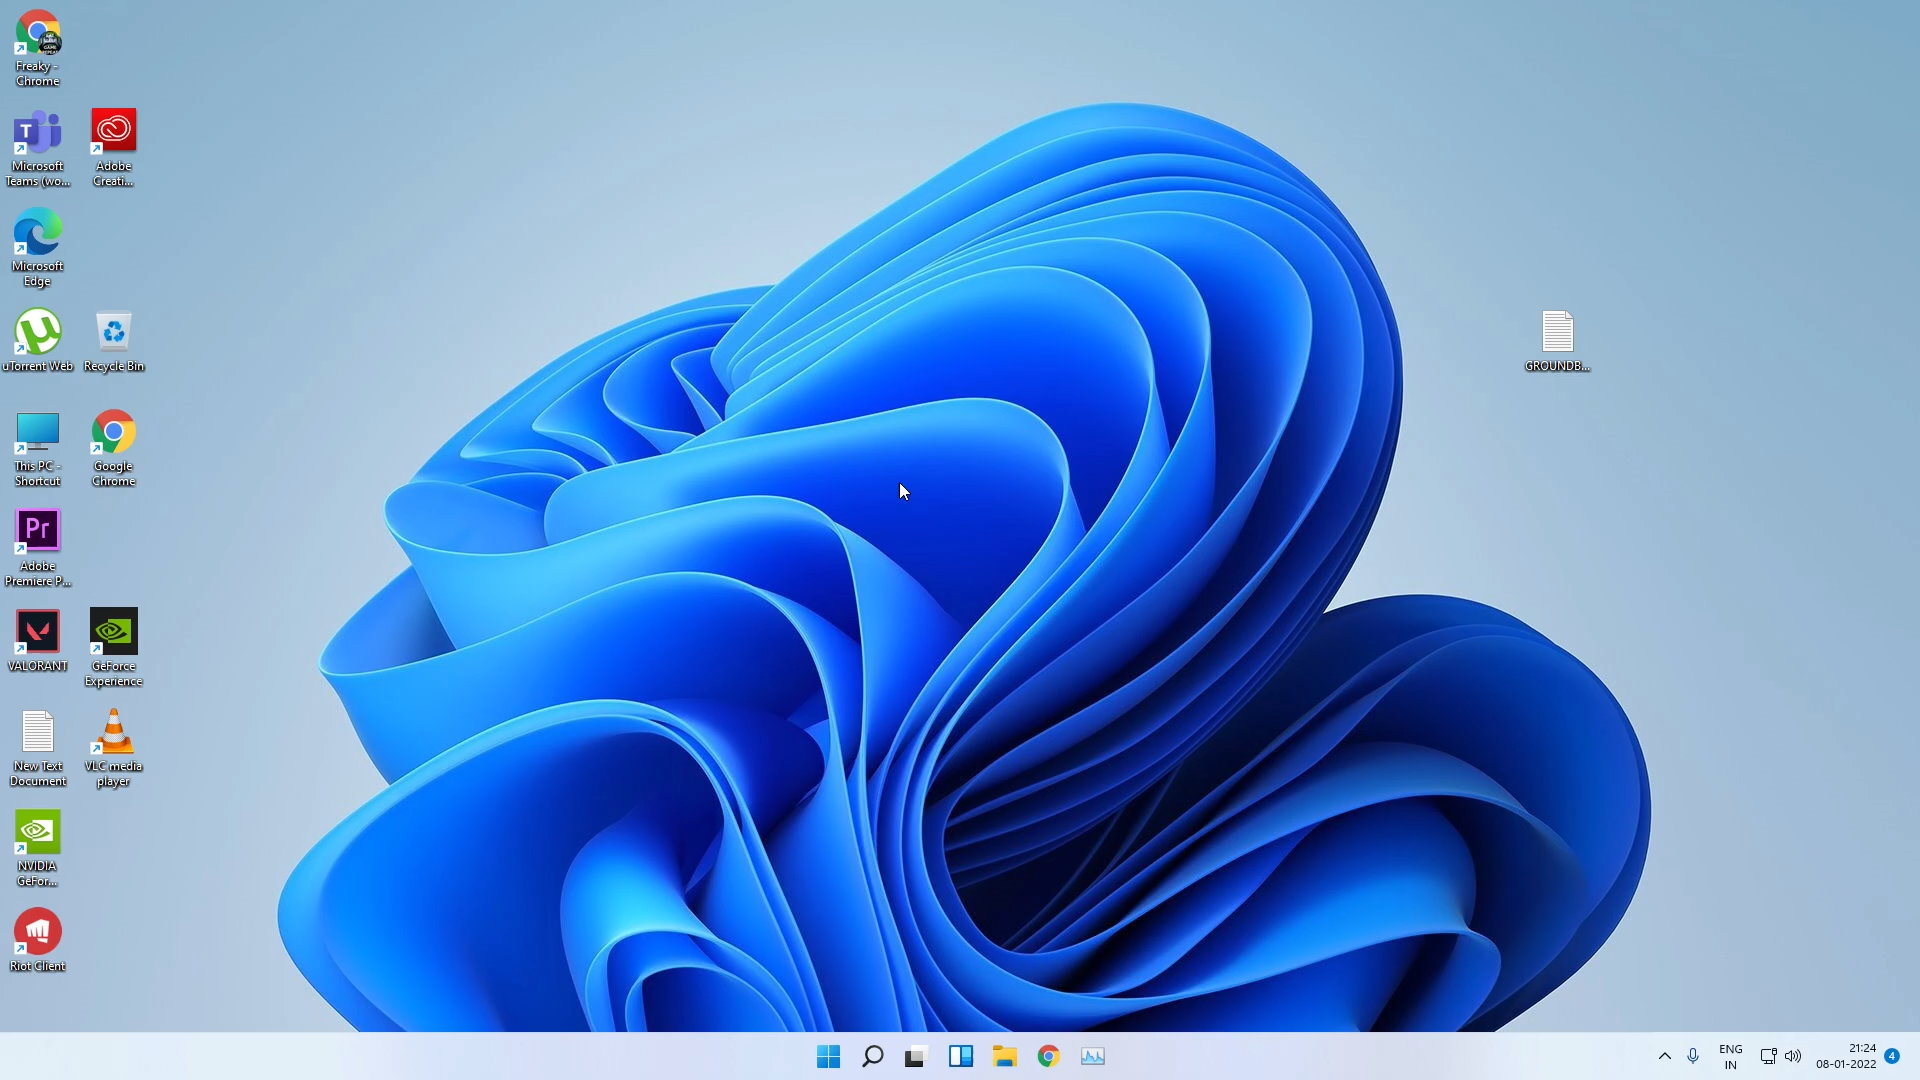 Freaky -
Chrome
Microsoft
Teams (wo...
Adobe
Creati...
Microsoft
Edge
uTorrent Web
Recycle Bin
GROUNDB...
This PC -
Shortcut
Google
Chrome
Pr
Adobe
Premiere P...
VALORANT
GeForce
Experience
New Text
Document
VLC media
player
NVIDIA
GeFor...
Riot Client
ENG
IN
21:24
08-01-2022
4